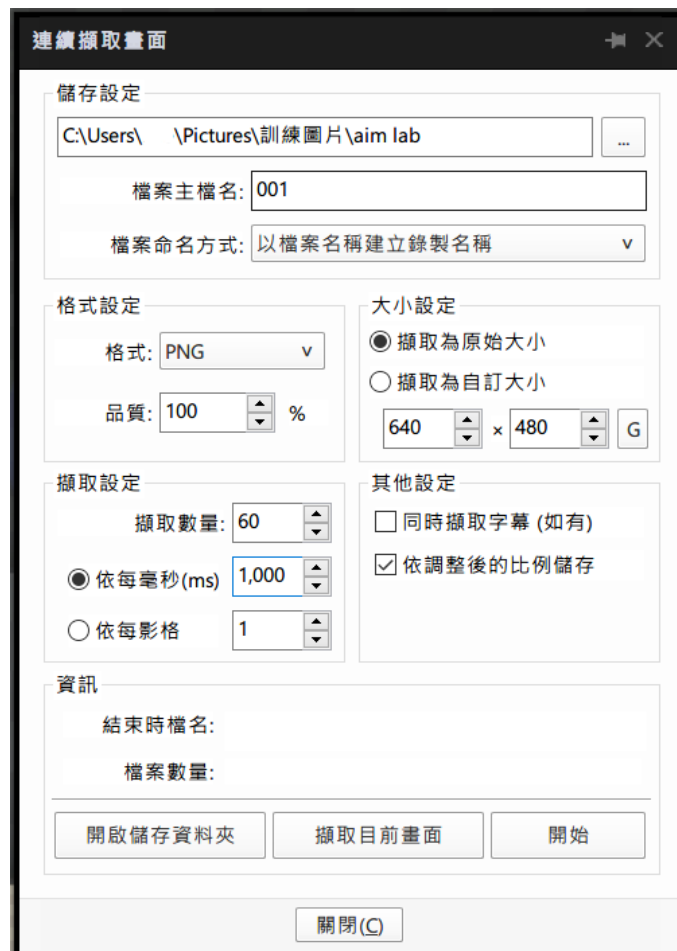 連續擷取畫面
儲存設定
C:\Users\ \Pictures\訓練圖片\aim lab
...
檔案主檔名: 001
檔案命名方式: 以檔案名稱建立錄製名稱
格式設定
格式: PNG
品質: 100 %
大小設定
擷取為原始大小
擷取為自訂大小
640 × 480 G
擷取設定
擷取數量: 60
依每毫秒(ms) 1,000
依每影格 1
其他設定
同時擷取字幕 (如有)
依調整後的比例儲存
資訊
結束時檔名:
檔案數量:
開啟儲存資料夾 擷取目前畫面 開始
關閉(C)